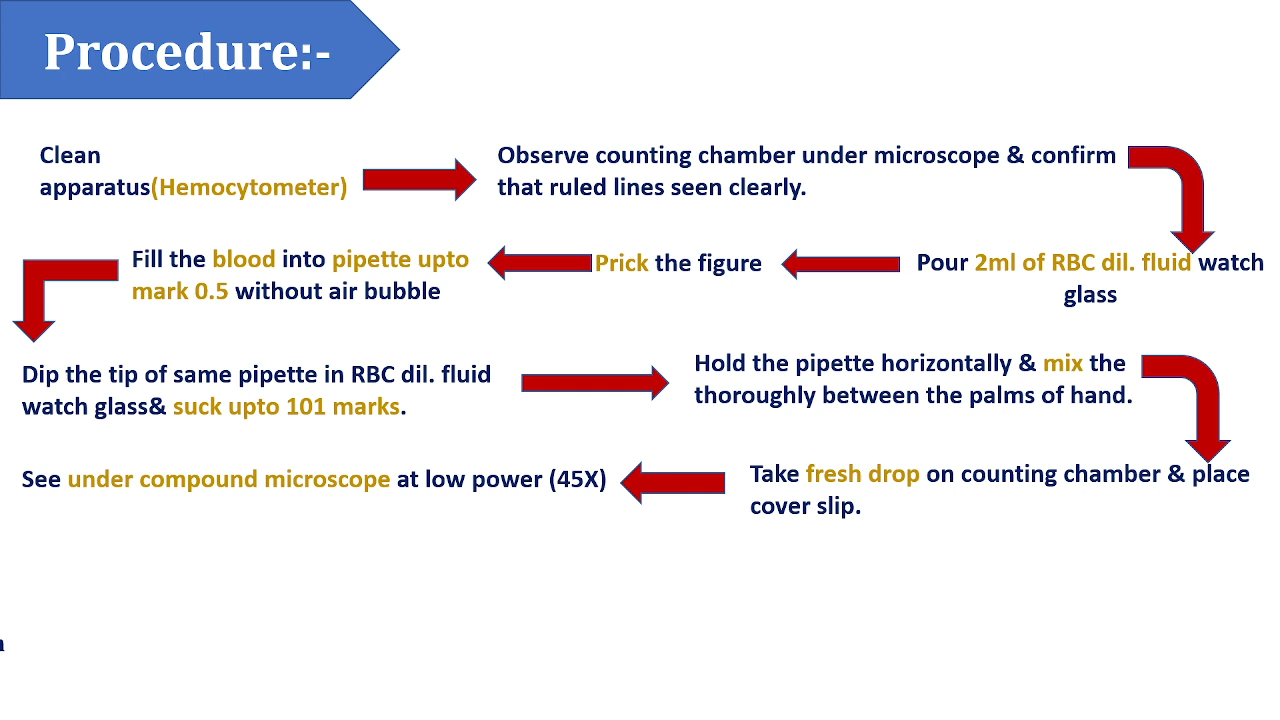 Procedure:-
Clean
apparatus(Hemocytometer)
Observe counting chamber under microscope & confirm
that ruled lines seen clearly.
Pour 2ml of RBC dil. fluid watch
glass
Prick the figure
Fill the blood into pipette upto
mark 0.5 without air bubble
Dip the tip of same pipette in RBC dil. fluid
watch glass& suck upto 101 marks.
Hold the pipette horizontally & mix the
thoroughly between the palms of hand.
Take fresh drop on counting chamber & place
cover slip.
See under compound microscope at low power (45X)